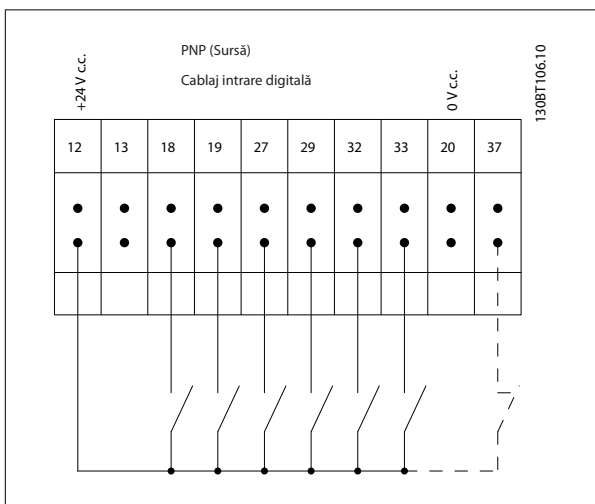 PNP (Sursă)
Cablaj intrare digitală
+24 V c.c.
0 V c.c.
130BT106.10
12 13 18 19 27 29 32 33 20 37